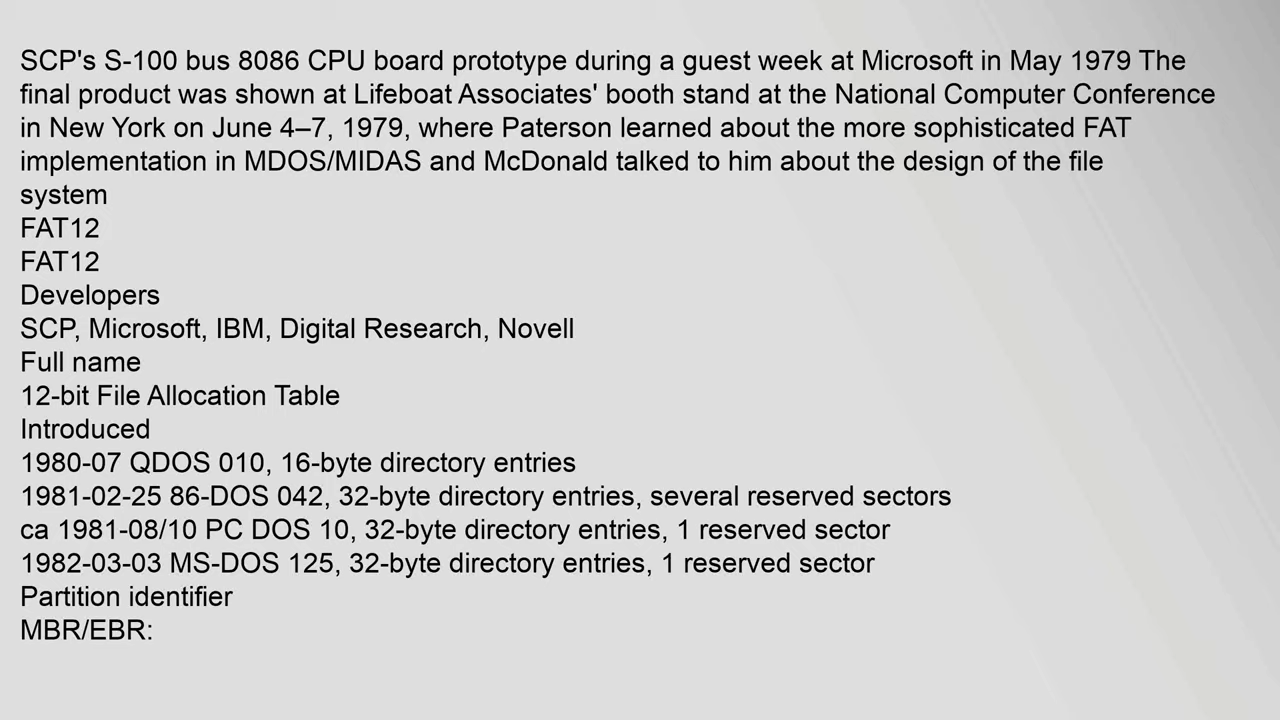 SCP's S-100 bus 8086 CPU board prototype during a guest week at Microsoft in May 1979 The
final product was shown at Lifeboat Associates' booth stand at the National Computer Conference
in New York on June 4–7, 1979, where Paterson learned about the more sophisticated FAT
implementation in MDOS/MIDAS and McDonald talked to him about the design of the file
system
FAT12
FAT12
Developers
SCP, Microsoft, IBM, Digital Research, Novell
Full name
12-bit File Allocation Table
Introduced
1980-07 QDOS 010, 16-byte directory entries
1981-02-25 86-DOS 042, 32-byte directory entries, several reserved sectors
ca 1981-08/10 PC DOS 10, 32-byte directory entries, 1 reserved sector
1982-03-03 MS-DOS 125, 32-byte directory entries, 1 reserved sector
Partition identifier
MBR/EBR: